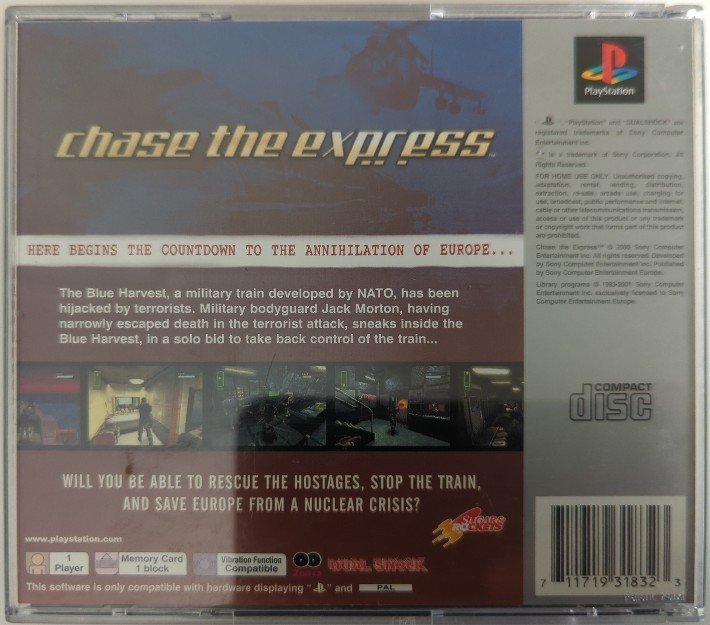 PlayStation
chase the express™
"PlayStation" and "DUALSHOCK" are
registered trademarks of Sony Computer
Entertainment Inc.
is a trademark of Sony Corporation. All
Rights Reserved.
FOR HOME USE ONLY. Unauthorised copying,
adaptation, rental, lending, distribution,
extraction, re-sale, arcade use, charging for
use, broadcast, public performance and internet,
cable or other telecommunications transmission,
access or use of this product or any trademark
or copyright work that forms part of this product
are prohibited.
Chase the Express™ © 2000 Sony Computer
Entertainment Inc. All rights reserved. Developed
by Sony Computer Entertainment Inc. Published
by Sony Computer Entertainment Europe.
Library programs © 1993-2001 Sony Computer
Entertainment Inc. exclusively licensed to Sony
Computer Entertainment Europe.
HERE BEGINS THE COUNTDOWN TO THE ANNIHILATION OF EUROPE...
The Blue Harvest, a military train developed by NATO, has been
hijacked by terrorists. Military bodyguard Jack Morton, having
narrowly escaped death in the terrorist attack, sneaks inside the
Blue Harvest, in a solo bid to take back control of the train...
COMPACT
disc
WILL YOU BE ABLE TO RESCUE THE HOSTAGES, STOP THE TRAIN,
AND SAVE EUROPE FROM A NUCLEAR CRISIS?
SUGAR &
ROCKETS
www.playstation.com
1
Player
Memory Card
1 block
Vibration Function
Compatible
DUAL SHOCK
This software is only compatible with hardware displaying " " and PAL
7 11719 31832 3